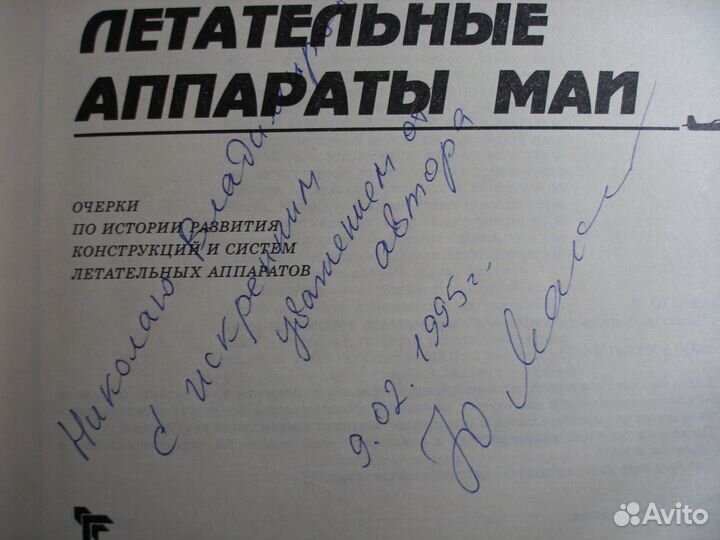 ЛЕТАТЕЛЬНЫЕ
АППАРАТЫ МАИ
ОЧЕРКИ
ПО ИСТОРИИ РАЗВИТИЯ
КОНСТРУКЦИЙ И СИСТЕМ
ЛЕТАТЕЛЬНЫХ АППАРАТОВ
Николаю
с искренним
уважением от
автора
9.02.1995г.
Avito